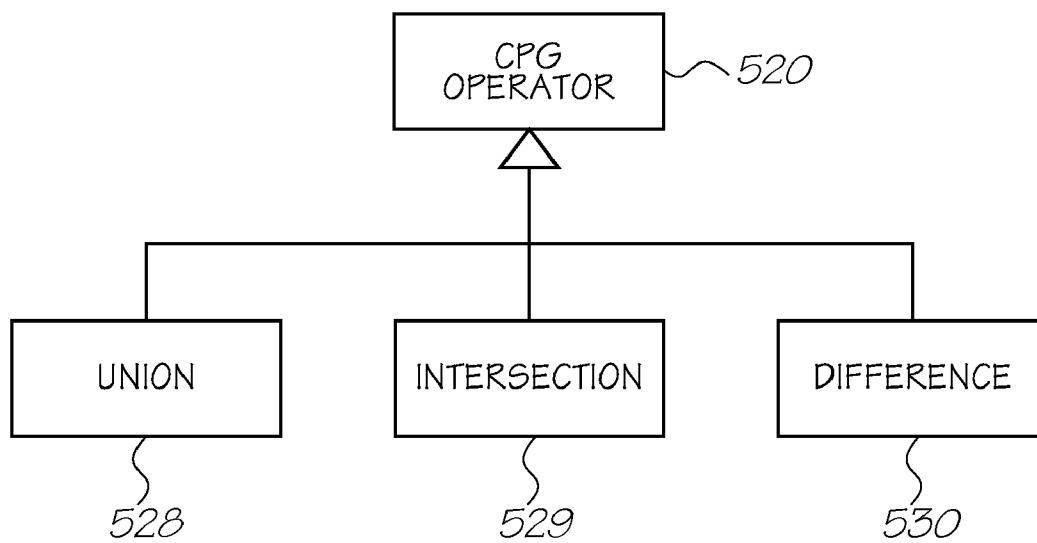 CPG
OPERATOR
520
UNION
INTERSECTION
DIFFERENCE
528
529
530